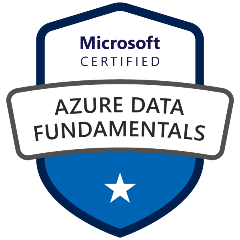 Microsoft
CERTIFIED
AZURE DATA
FUNDAMENTALS